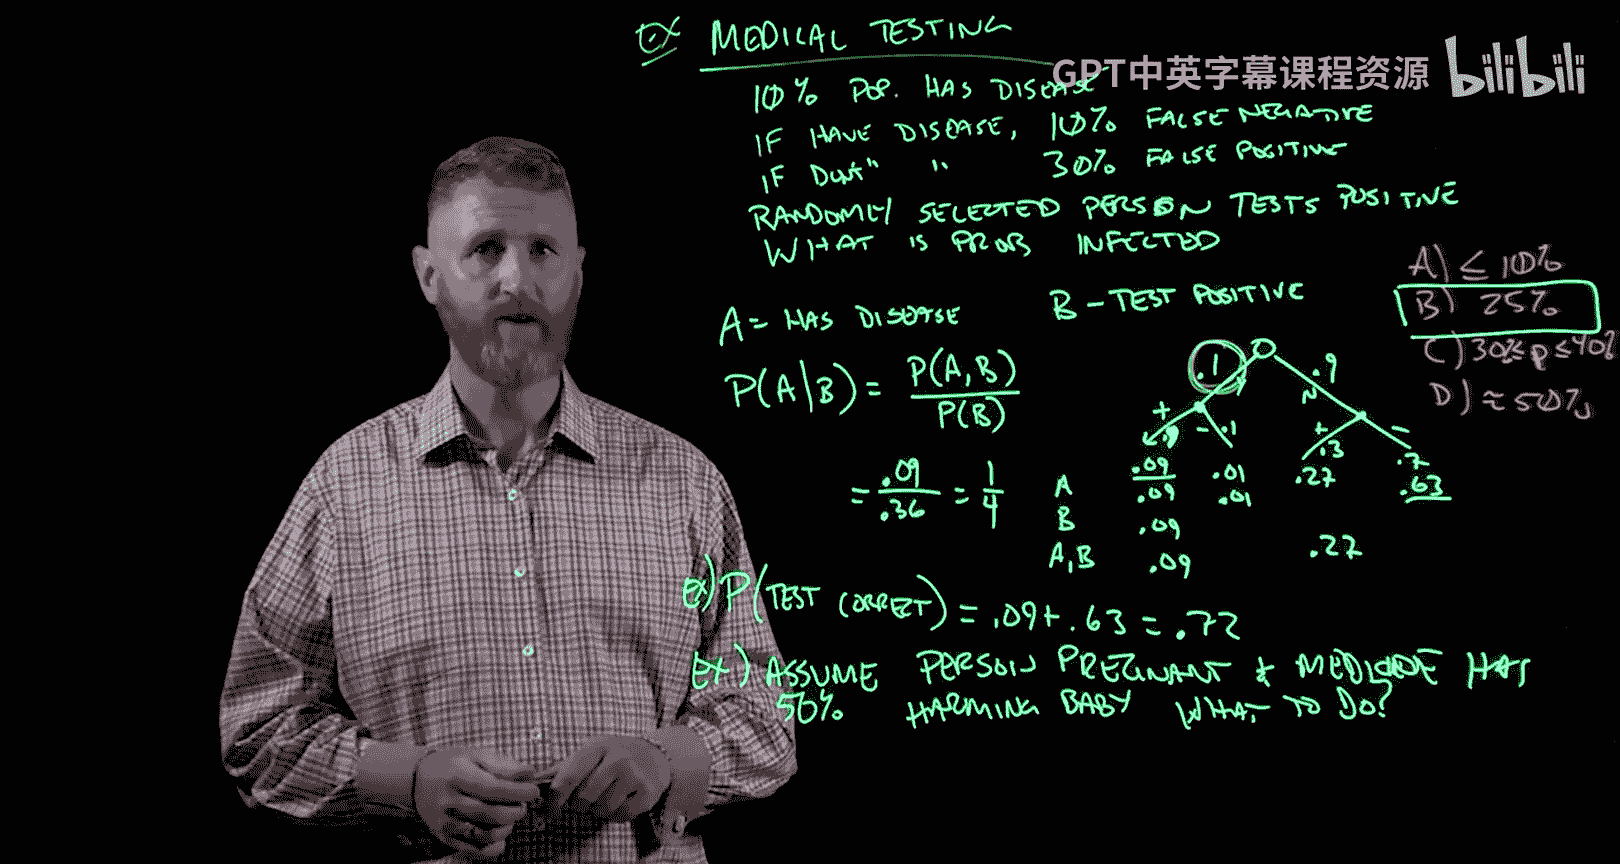 EX MEDICAL TESTING
GPT中英字幕课程资源 bilibili
10% POP. HAS DISEASE
IF HAVE DISEASE, 10% FALSE NEGATIVE
IF " " 30% FALSE POSITIVE
RANDOMLY SELECTED PERSON TESTS POSITIVE
WHAT IS PROB INFECTED
A) ≤ 10%
B) 25%
C) 30≤p≤40%
D) ≈50%
A= HAS DISEASE B - TEST POSITIVE
P(A|B) = P(A,B) / P(B)
= .09 / .36 = 1/4
.1 .9
+ - .1 + -
.9 .3 .7
.09 .01 .27 .63
A .09 .01
B .09 .27
A,B .09
EX) P(TEST CORRECT) = .09+.63 = .72
EX) ASSUME PERSON PREGNANT & MEDICINE HAS
50% HARMING BABY WHAT TO DO?